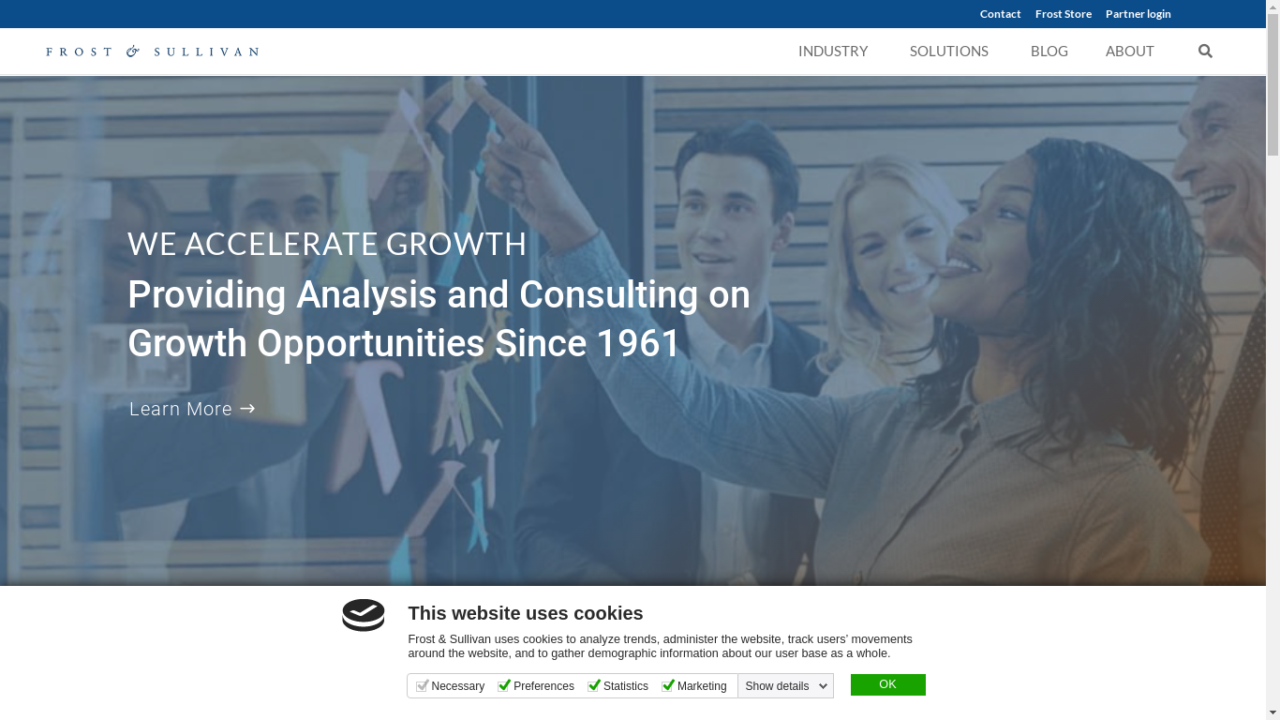 Contact Frost Store Partner login
FROST & SULLIVAN INDUSTRY SOLUTIONS BLOG ABOUT
WE ACCELERATE GROWTH
Providing Analysis and Consulting on
Growth Opportunities Since 1961
Learn More →
This website uses cookies
Frost & Sullivan uses cookies to analyze trends, administer the website, track users' movements
around the website, and to gather demographic information about our user base as a whole.
Necessary Preferences Statistics Marketing Show details OK